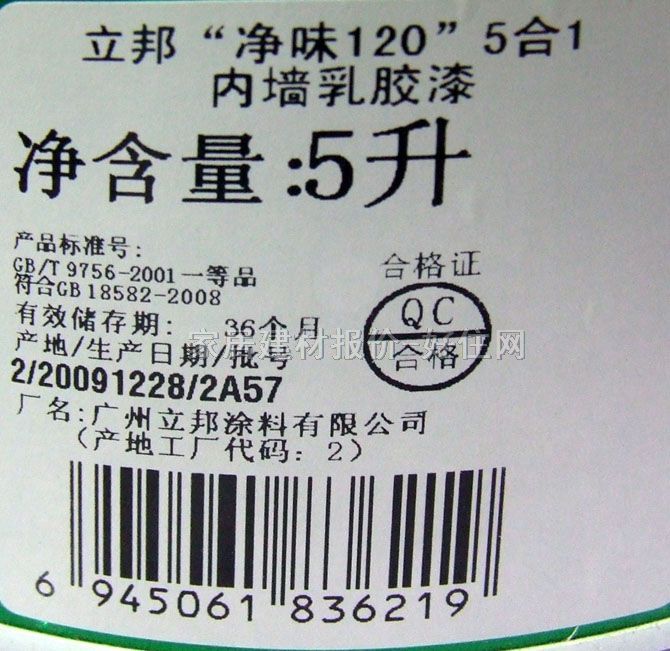 立邦“净味120”5合1
内墙乳胶漆
净含量:5升
产品标准号:
GB/T 9756-2001一等品
符合GB 18582-2008
合格证
QC
合格
有效储存期: 36个月
产地/生产日期/批号
2/20091228/2A57
厂名:广州立邦涂料有限公司
(产地工厂代码: 2)
6 945061 836219
建材报价-好住网